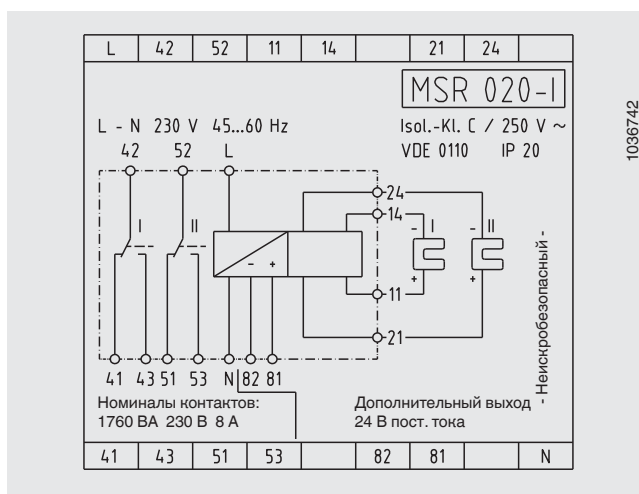 L 42 52 11 14 21 24
MSR 020-I
L - N 230 V 45...60 Hz
Isol.-Kl. C / 250 V ~
VDE 0110 IP 20
42 52 L
24
14
I II
- I - II
- +
+ +
11
21
41 43 51 53 N 82 81
- Неискробезопасный -
Номиналы контактов:
1760 ВА 230 В 8 А
Дополнительный выход
24 В пост. тока
41 43 51 53 82 81 N
1036742